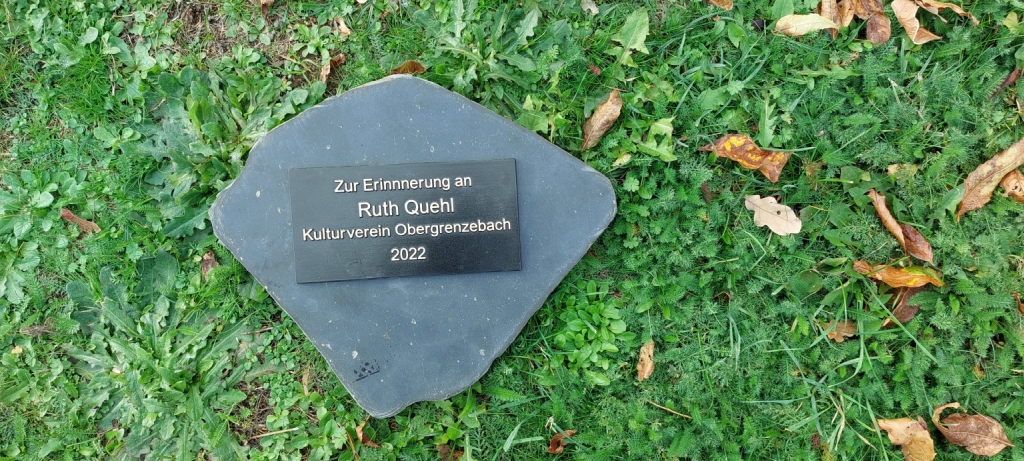 Zur Erinnnerung an
Ruth Quehl
Kulturverein Obergrenzebach
2022